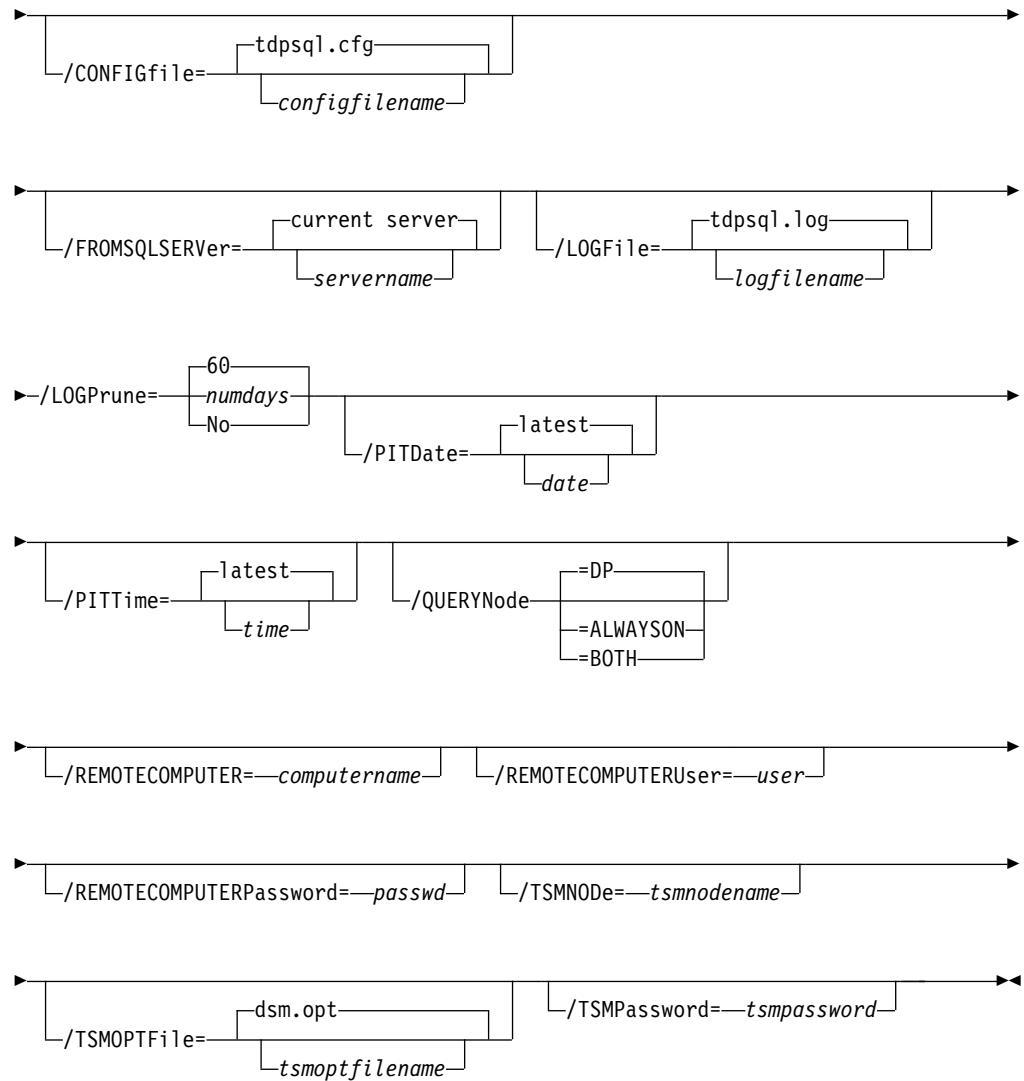 tdpsql.cfg
/CONFIGfile=
configfilename
current server
tdpsql.log
/FROMSQLSERVer=
/LOGFile=
servername
logfilename
60
/LOGPrune=
numdays
No
latest
/PITDate=
date
latest
=DP
/PITTime=
/QUERYNode
time
=ALWAYSON
=BOTH
/REMOTECOMPUTER= computername
/REMOTECOMPUTERUser= user
/REMOTECOMPUTERPassword= passwd
/TSMNODe= tsmnodename
dsm.opt
/TSMPassword= tsmpassword
/TSMOPTFile=
tsmoptfilename